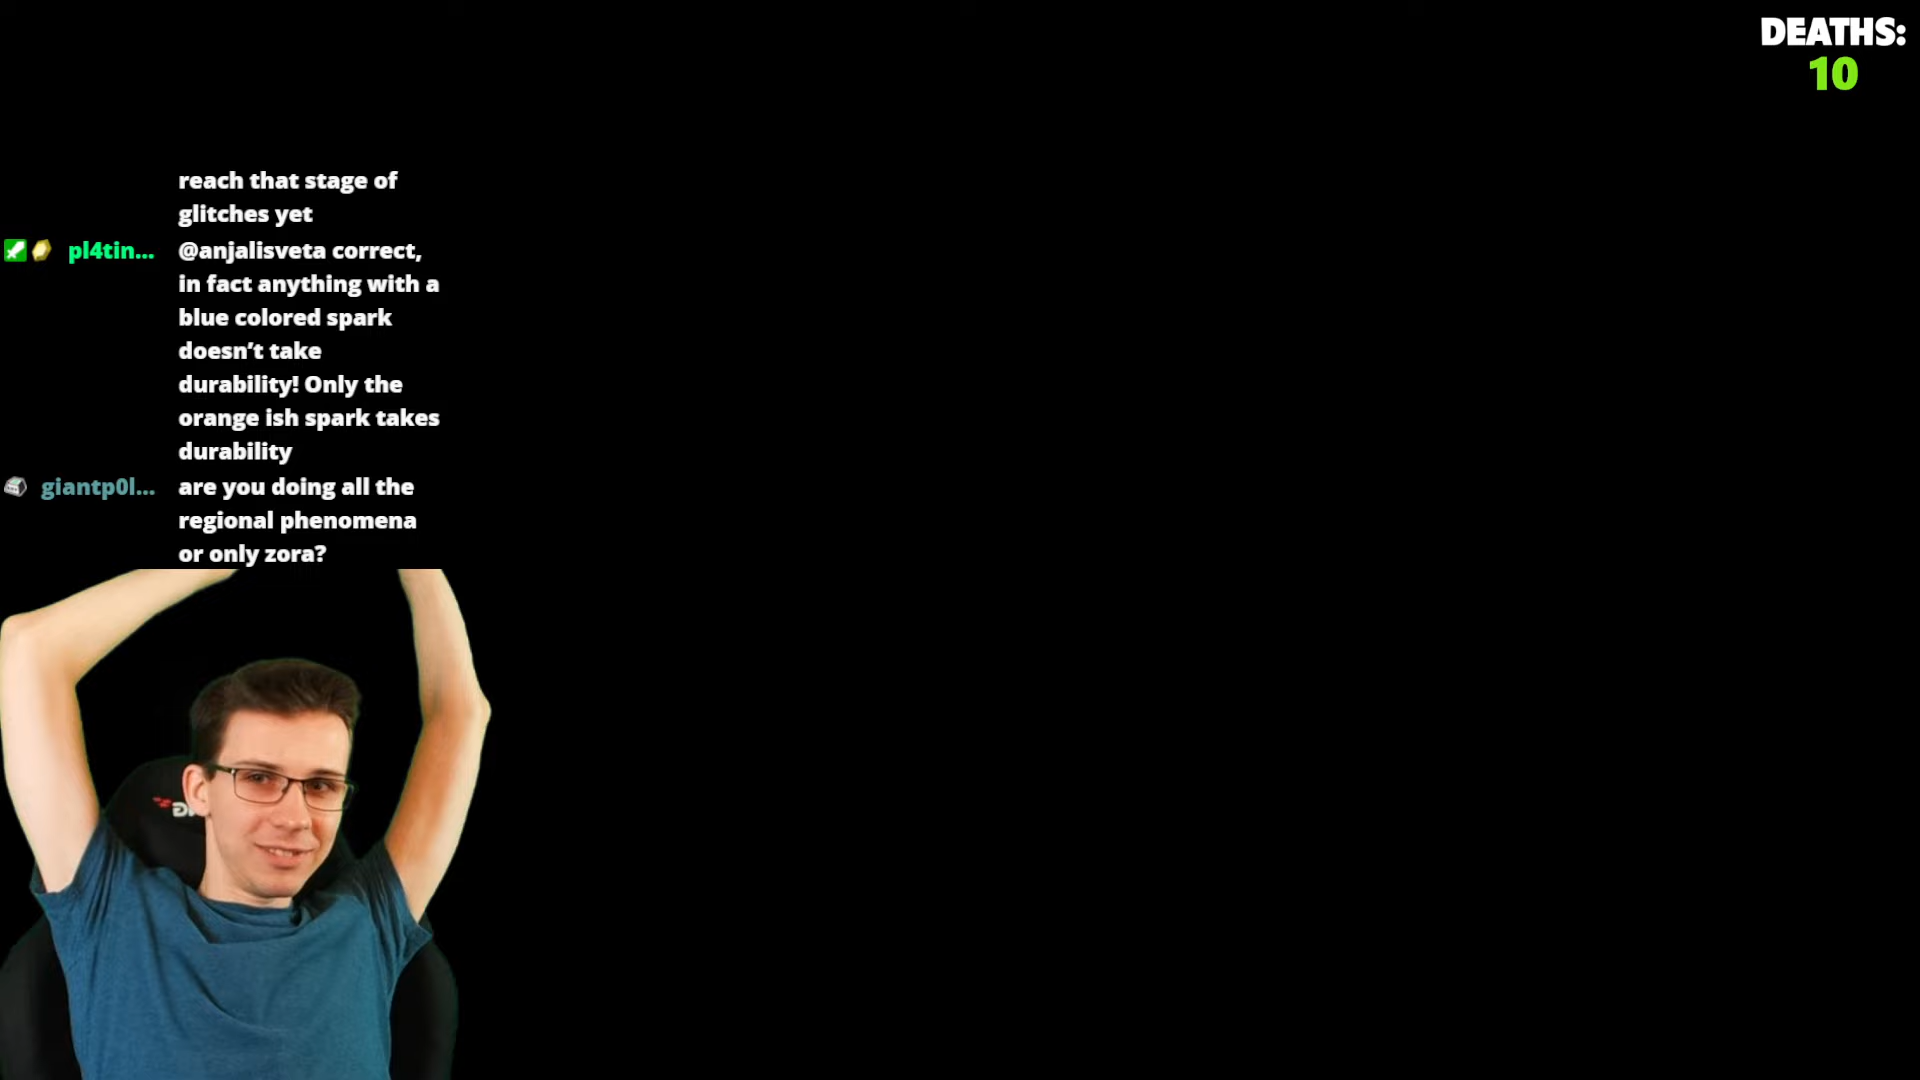 DEATHS:
10
reach that stage of
glitches yet
pl4tin... @anjalisveta correct,
in fact anything with a
blue colored spark
doesn't take
durability! Only the
orange ish spark takes
durability
giantp0l... are you doing all the
regional phenomena
or only zora?